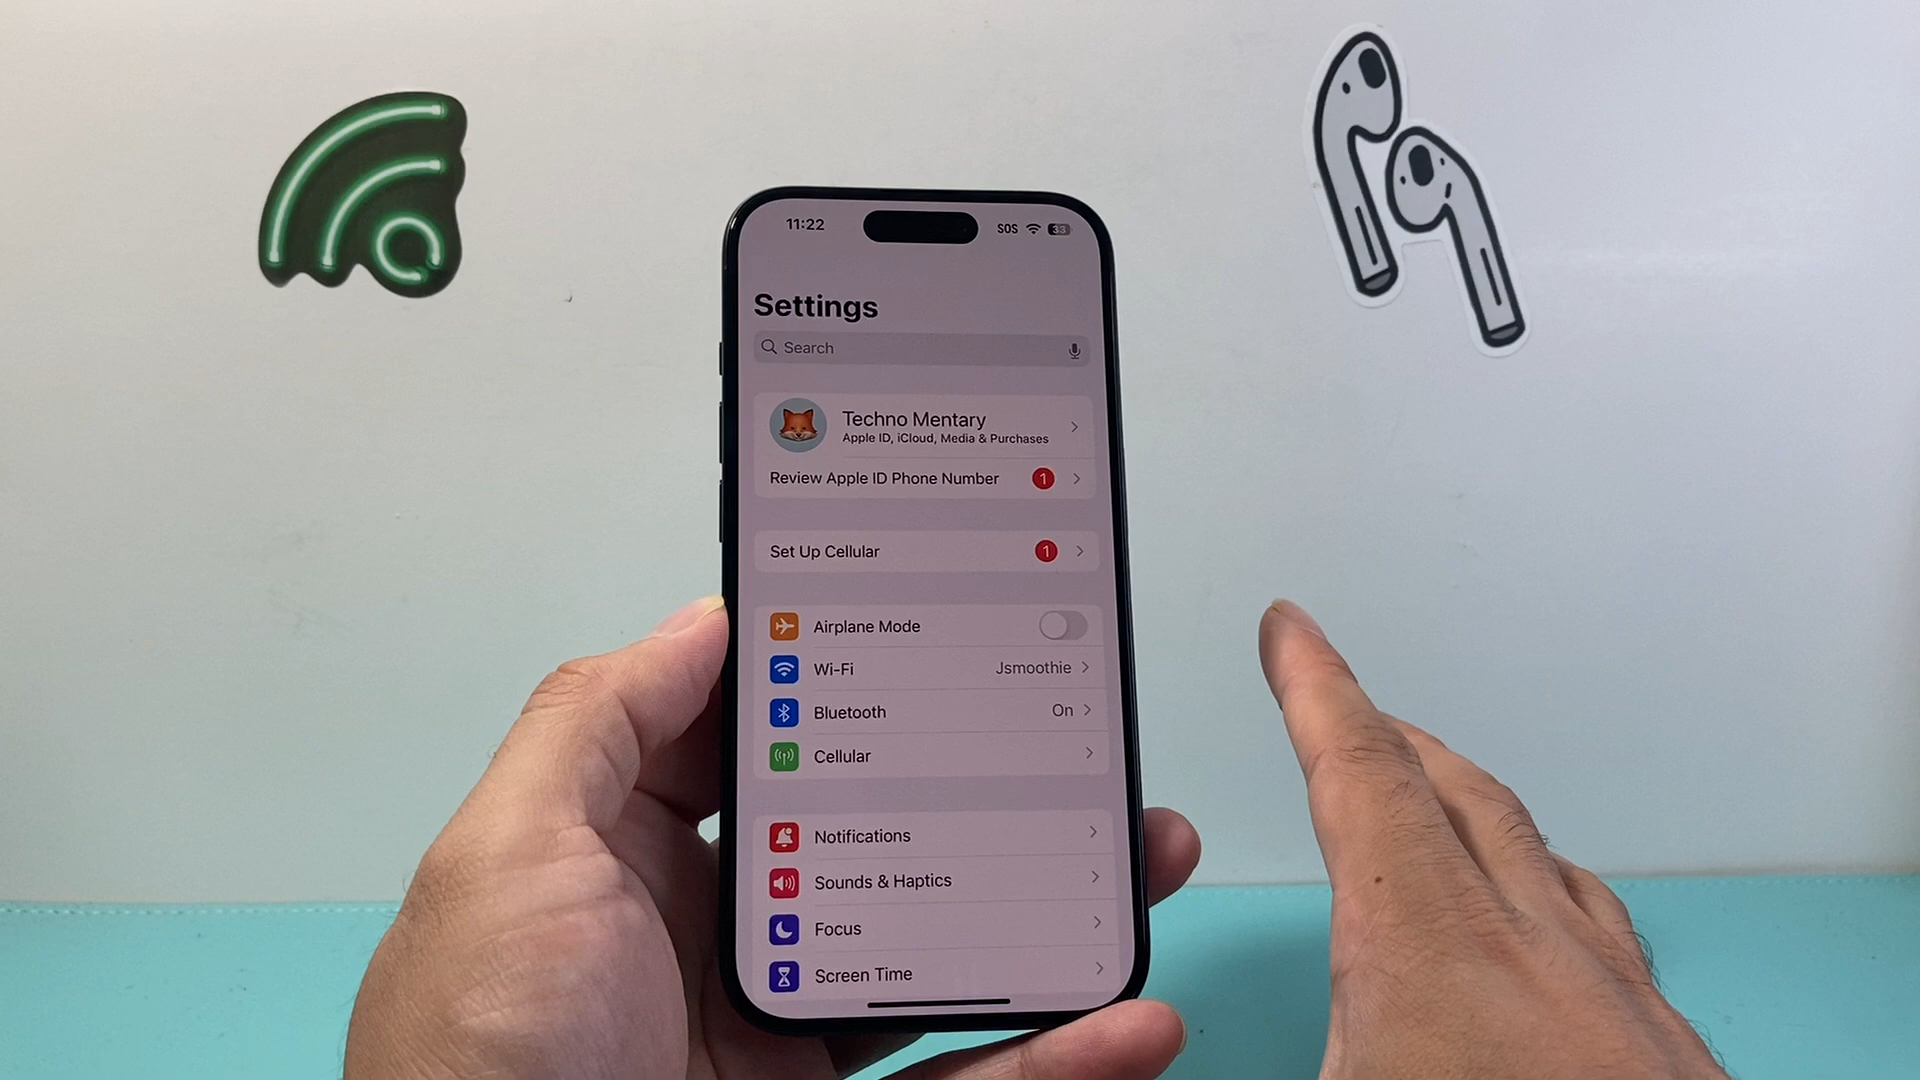 11:22
SOS 33
Settings
Search
Techno Mentary
Apple ID, iCloud, Media & Purchases
Review Apple ID Phone Number 1
Set Up Cellular 1
Airplane Mode
Wi-Fi Jsmoothie
Bluetooth On
Cellular
Notifications
Sounds & Haptics
Focus
Screen Time